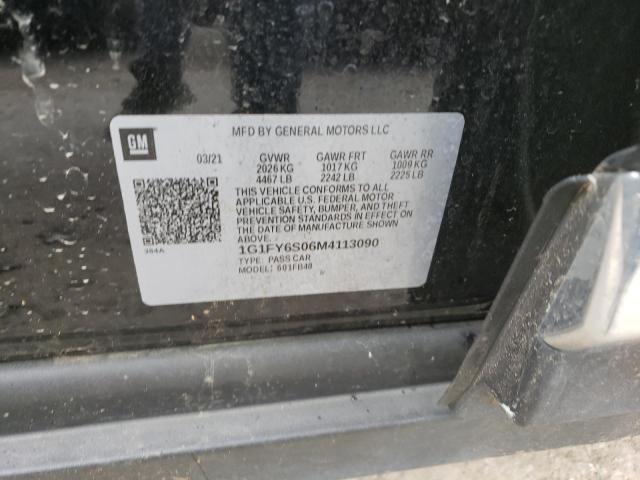 GM
MFD BY GENERAL MOTORS LLC
03/21 GVWR GAWR FRT GAWR RR
2026 KG 1017 KG 1009 KG
4467 LB 2242 LB 2225 LB
THIS VEHICLE CONFORMS TO ALL
APPLICABLE U.S. FEDERAL MOTOR
VEHICLE SAFETY, BUMPER, AND THEFT
PREVENTION STANDARDS IN EFFECT ON
THE DATE OF MANUFACTURE SHOWN
ABOVE.
384A
1G1FY6S06M4113090
TYPE: PASS CAR
MODEL: 601FB48